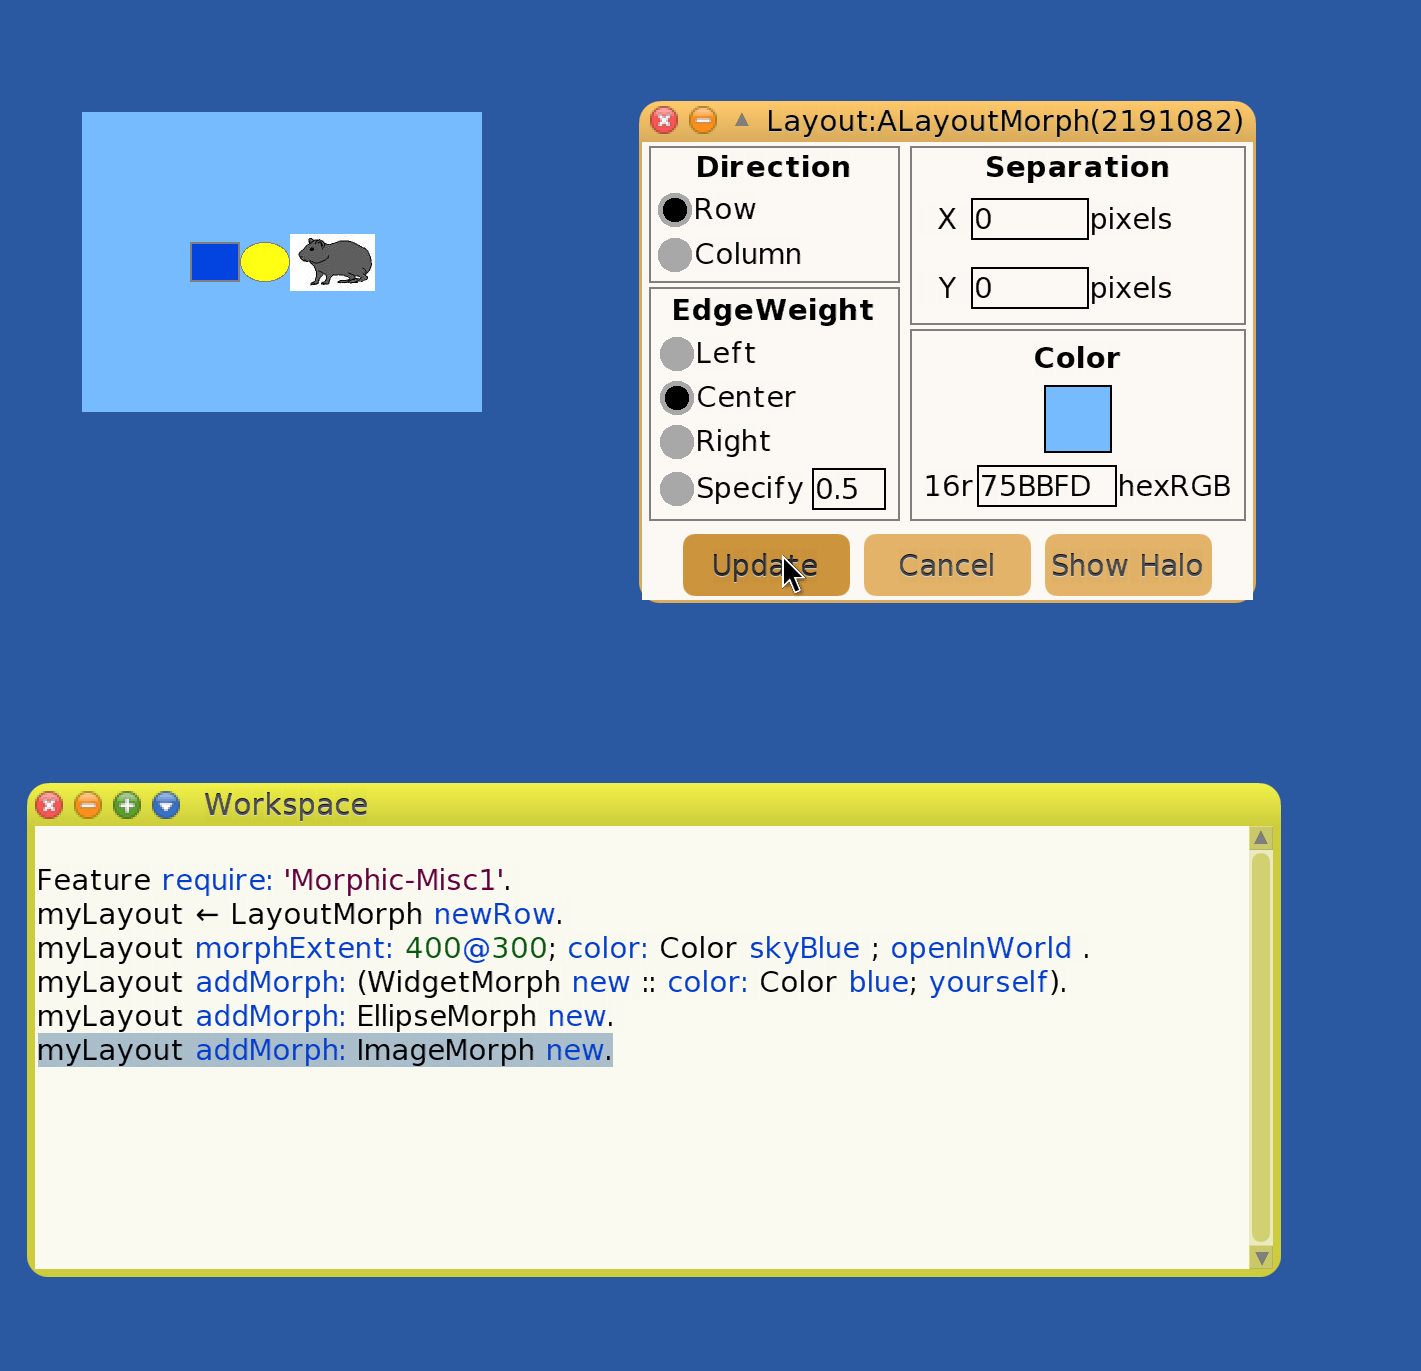 Layout:ALayoutMorph(2191082)
Direction
Row
Column
EdgeWeight
Left
Center
Right
Specify 0.5
Separation
X 0 pixels
Y 0 pixels
Color
16r 75BBFD hexRGB
Update Cancel Show Halo
Workspace
Feature require: 'Morphic-Misc1'.
myLayout ← LayoutMorph newRow.
myLayout morphExtent: 400@300; color: Color skyBlue ; openInWorld .
myLayout addMorph: (WidgetMorph new :: color: Color blue; yourself).
myLayout addMorph: EllipseMorph new.
myLayout addMorph: ImageMorph new.